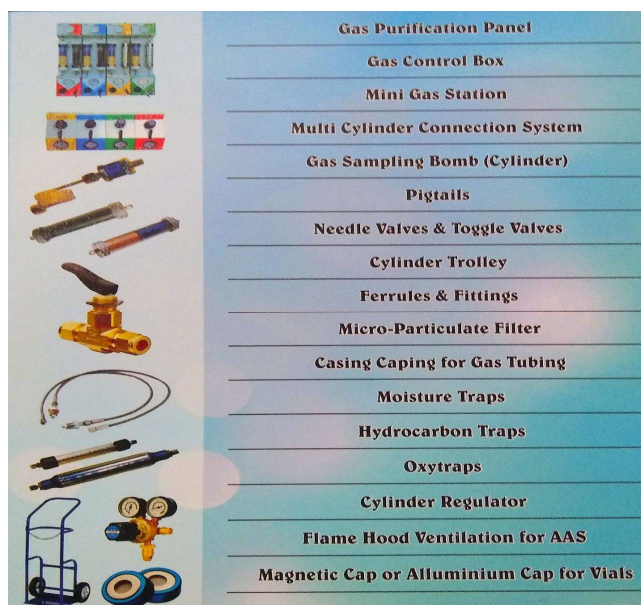 Gas Purification Panel
Gas Control Box
Mini Gas Station
Multi Cylinder Connection System
Gas Sampling Bomb (Cylinder)
Pigtails
Needle Valves & Toggle Valves
Cylinder Trolley
Ferrules & Fittings
Micro-Particulate Filter
Casing Caping for Gas Tubing
Moisture Traps
Hydrocarbon Traps
Oxytraps
Cylinder Regulator
Flame Hood Ventilation for AAS
Magnetic Cap or Alluminium Cap for Vials